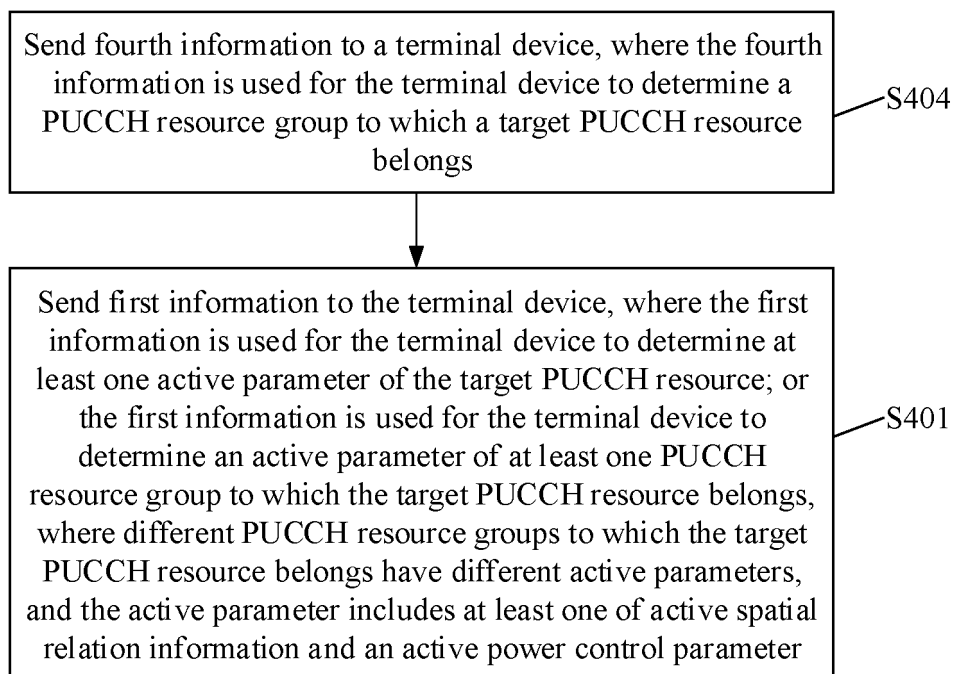 Send fourth information to a terminal device, where the fourth
information is used for the terminal device to determine a
PUCCH resource group to which a target PUCCH resource
belongs
S404
Send first information to the terminal device, where the first
information is used for the terminal device to determine at
least one active parameter of the target PUCCH resource; or
the first information is used for the terminal device to
determine an active parameter of at least one PUCCH
resource group to which the target PUCCH resource belongs,
where different PUCCH resource groups to which the target
PUCCH resource belongs have different active parameters,
and the active parameter includes at least one of active spatial
relation information and an active power control parameter
S401